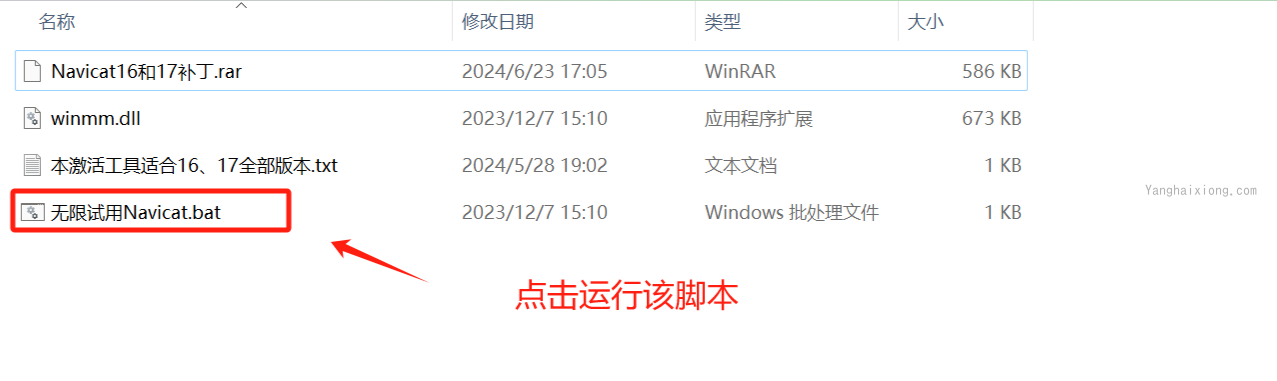 名称 修改日期 类型 大小
Navicat16和17补丁.rar 2024/6/23 17:05 WinRAR 586 KB
winmm.dll 2023/12/7 15:10 应用程序扩展 673 KB
本激活工具适合16、17全部版本.txt 2024/5/28 19:02 文本文档 1 KB
Yanghaixiong.com
无限试用Navicat.bat 2023/12/7 15:10 Windows 批处理文件 1 KB
点击运行该脚本